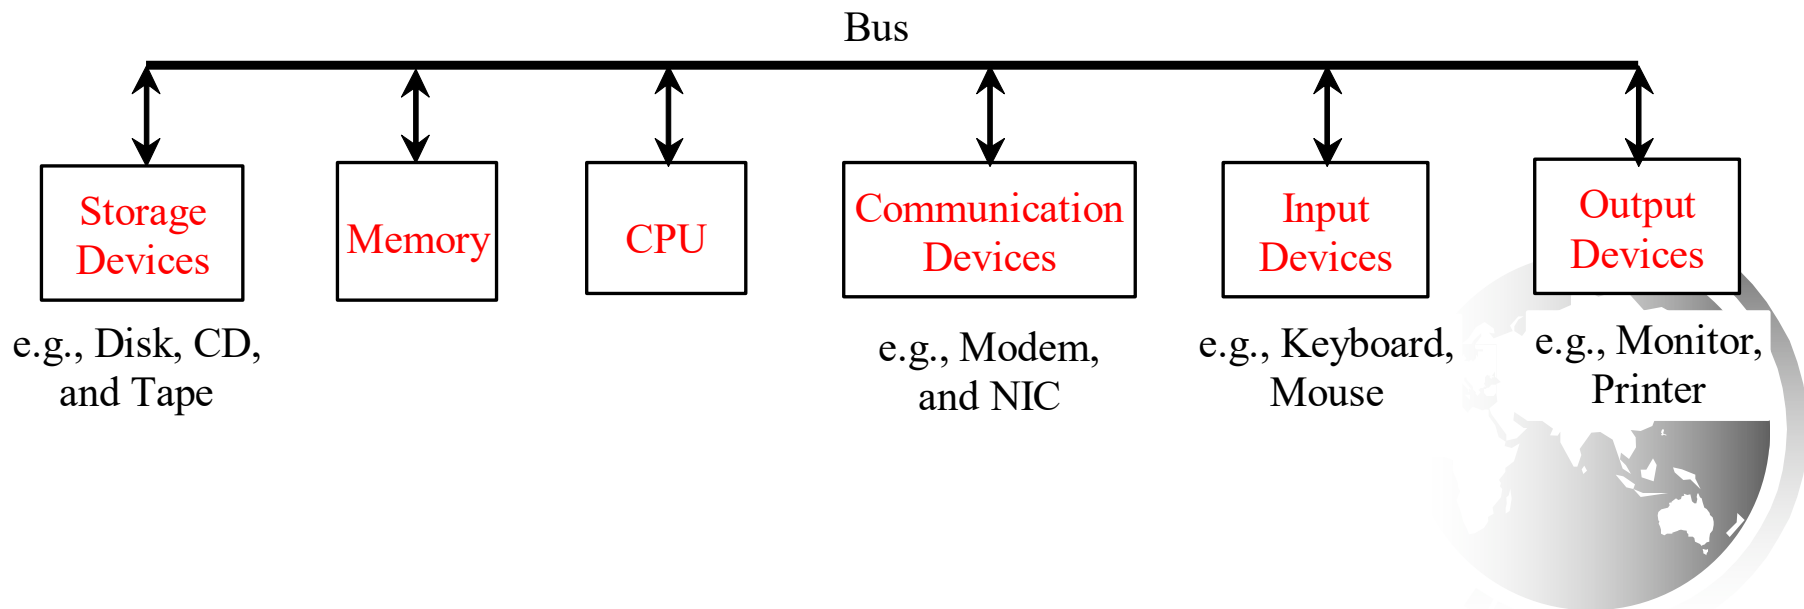 Bus
Storage
Devices
Memory
CPU
Communication
Devices
Input
Devices
Output
Devices
e.g., Disk, CD,
and Tape
e.g., Modem,
and NIC
e.g., Keyboard,
Mouse
e.g., Monitor,
Printer